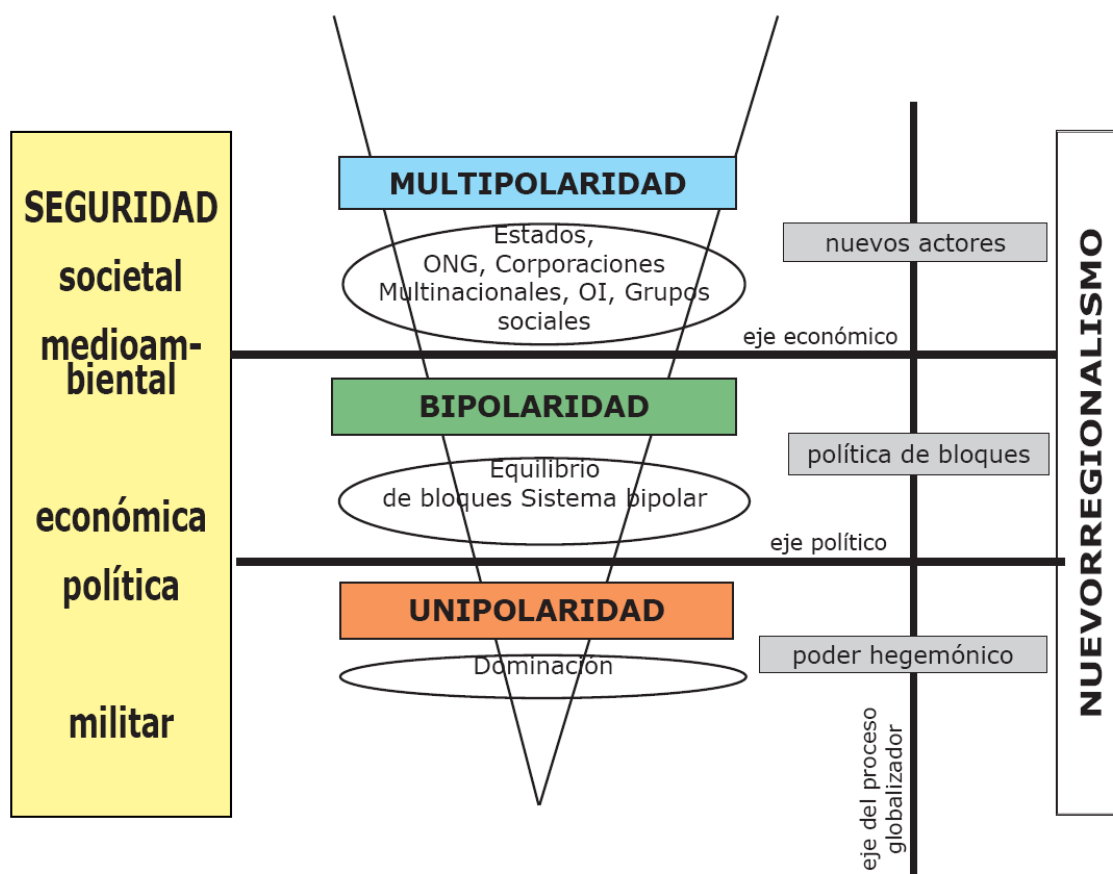 SEGURIDAD
societal
medioam-
biental
económica
política
militar
MULTIPOLARIDAD
Estados,
ONG, Corporaciones
Multinacionales, OI, Grupos
sociales
eje económico
BIPOLARIDAD
Equilibrio
de bloques Sistema bipolar
eje político
UNIPOLARIDAD
Dominación
nuevos actores
política de bloques
poder hegemónico
eje del proceso
globalizador
NUEVORREGIONALISMO